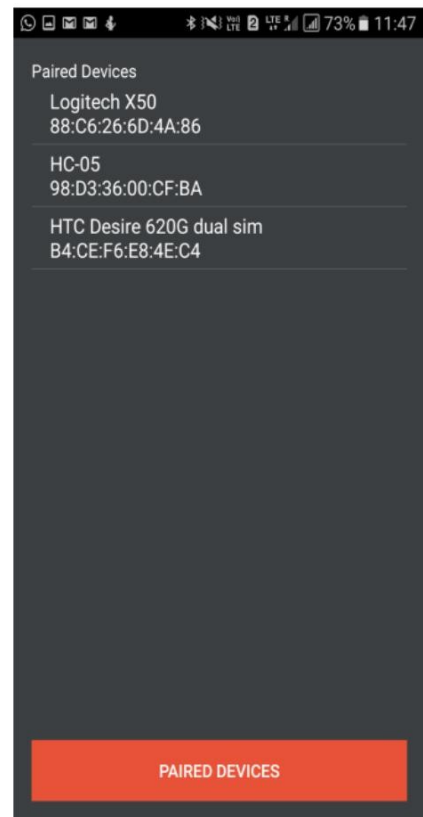 73% 11:47
Paired Devices
Logitech X50
88:C6:26:6D:4A:86
HC-05
98:D3:36:00:CF:BA
HTC Desire 620G dual sim
B4:CE:F6:E8:4E:C4
PAIRED DEVICES